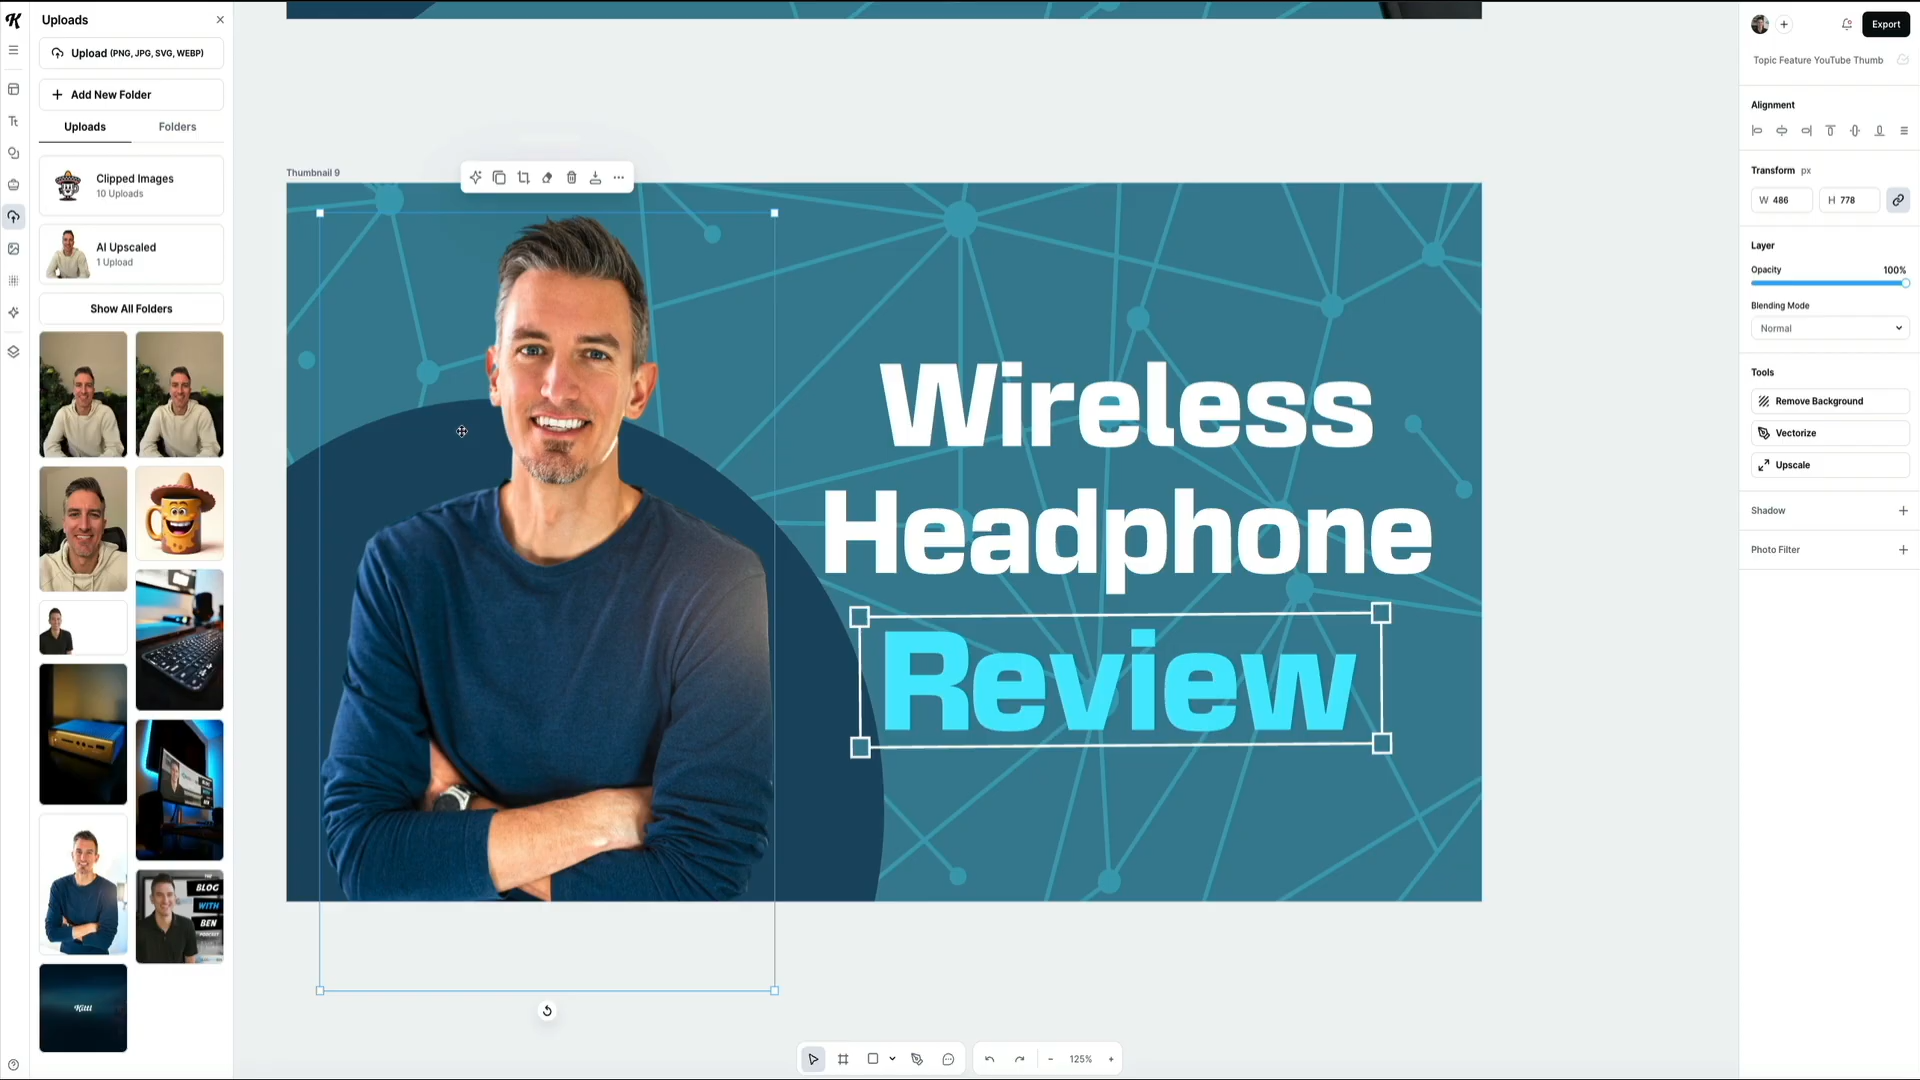 K
Uploads
Upload (PNG, JPG, SVG, WEBP)
Add New Folder
Uploads
Folders
Clipped Images
10 Uploads
AI Upscaled
1 Upload
Show All Folders
BLOG
WITH
BEN
PODCAST
Kittl
Thumbnail 9
Wireless
Headphone
Review
125%
Export
Topic Feature YouTube Thumb
Alignment
Transform px
W 486
H 778
Layer
Opacity
100%
Blending Mode
Normal
Tools
Remove Background
Vectorize
Upscale
Shadow
Photo Filter